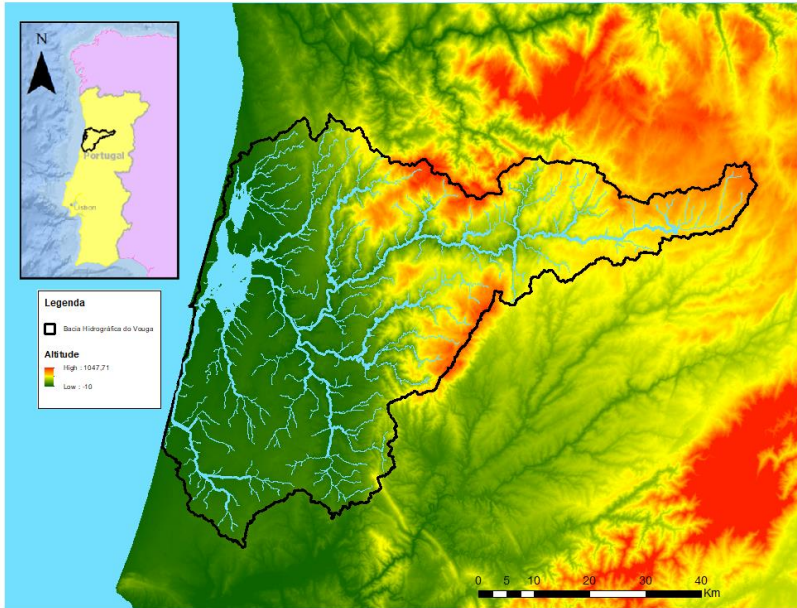 N
Portugal
Lisbon
Legenda
Bacia Hidrográfica do Vouga
Altitude
High : 1047,71
Low : -10
0 5 10 20 30 40
Km